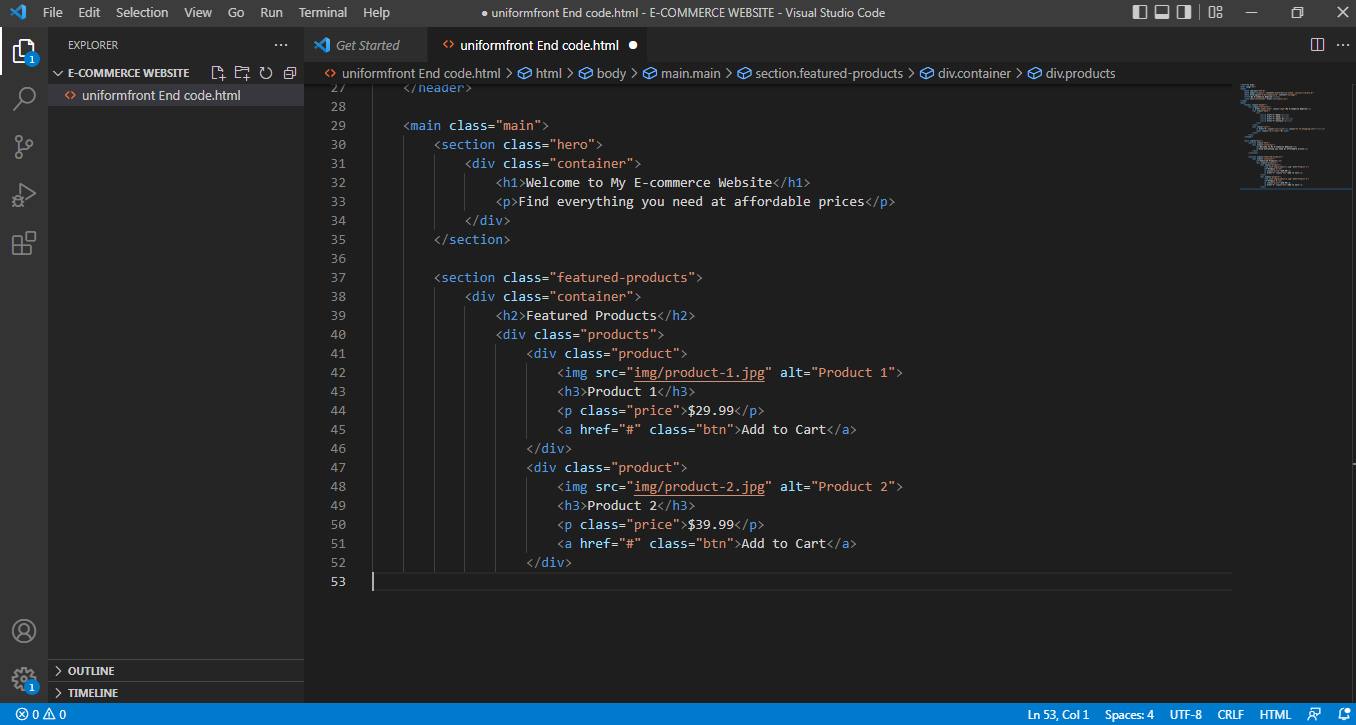 File Edit Selection View Go Run Terminal Help
● uniformfront End code.html - E-COMMERCE WEBSITE - Visual Studio Code
EXPLORER
Get Started
uniformfront End code.html
E-COMMERCE WEBSITE
uniformfront End code.html
uniformfront End code.html > html > body > main.main > section.featured-products > div.container > div.products
27 </header>
28
29 <main class="main">
30 <section class="hero">
31 <div class="container">
32 <h1>Welcome to My E-commerce Website</h1>
33 <p>Find everything you need at affordable prices</p>
34 </div>
35 </section>
36
37 <section class="featured-products">
38 <div class="container">
39 <h2>Featured Products</h2>
40 <div class="products">
41 <div class="product">
42 <img src="img/product-1.jpg" alt="Product 1">
43 <h3>Product 1</h3>
44 <p class="price">$29.99</p>
45 <a href="#" class="btn">Add to Cart</a>
46 </div>
47 <div class="product">
48 <img src="img/product-2.jpg" alt="Product 2">
49 <h3>Product 2</h3>
50 <p class="price">$39.99</p>
51 <a href="#" class="btn">Add to Cart</a>
52 </div>
53
1
1
OUTLINE
TIMELINE
0 0
Ln 53, Col 1 Spaces: 4 UTF-8 CRLF HTML